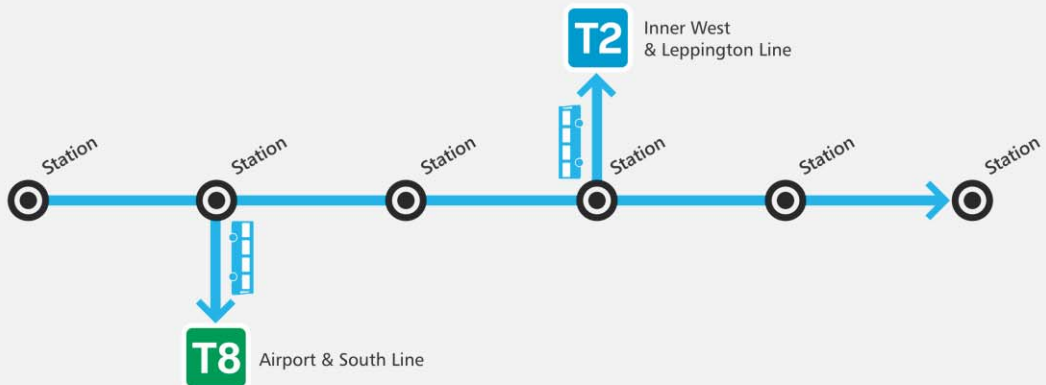 T2
Inner West
& Leppington Line
Station
Station
Station
Station
Station
Station
T8
Airport & South Line